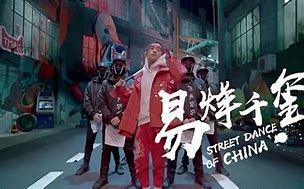 易烊千玺
STREET DANCE
OF CHINA